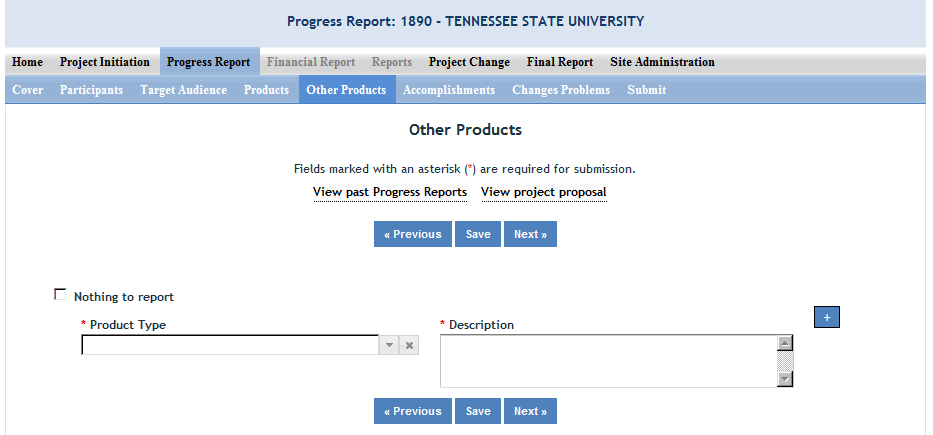 Progress Report: 1890 - TENNESSEE STATE UNIVERSITY
Home Project Initiation Progress Report Financial Report Reports Project Change Final Report Site Administration
Cover Participants Target Audience Products Other Products Accomplishments Changes Problems Submit
Other Products
Fields marked with an asterisk (*) are required for submission.
View past Progress Reports View project proposal
« Previous Save Next »
Nothing to report
* Product Type * Description +
« Previous Save Next »